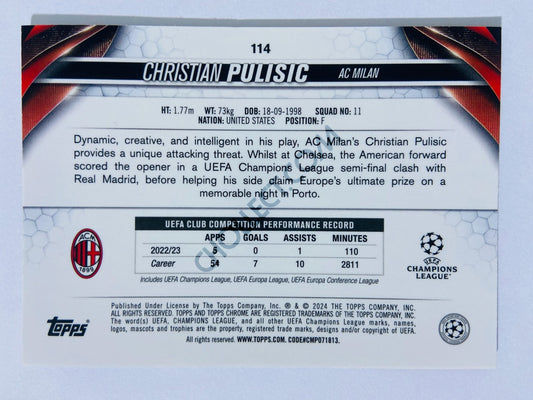 114
CHRISTIAN PULISIC
AC MILAN
HT: 1.77m WT: 73kg DOB: 18-09-1998 SQUAD NO: 11
NATION: UNITED STATES POSITION: F
Dynamic, creative, and intelligent in his play, AC Milan's Christian Pulisic
provides a unique attacking threat. Whilst at Chelsea, the American forward
scored the opener in a UEFA Champions League semi-final clash with
Real Madrid, before helping his side claim Europe's ultimate prize on a
memorable night in Porto.
UEFA CLUB COMPETITION PERFORMANCE RECORD
APPS GOALS ASSISTS MINUTES
2022/23 5 0 1 110
Career 54 7 10 2811
Includes UEFA Champions League, UEFA Europa League, UEFA Europa Conference League
ACM
1899
UEFA
CHAMPIONS
LEAGUE
Topps
Published Under License by The Topps Company, Inc. ® & © 2024 THE TOPPS COMPANY, INC.
ALL RIGHTS RESERVED. TOPPS AND TOPPS CHROME ARE REGISTERED TRADEMARKS OF THE TOPPS COMPANY, INC.
The word(s) UEFA, CHAMPIONS LEAGUE, and all other UEFA Champions League marks, names,
logos, mascots and trophies are the property, registered trade marks, designs and/or copyright of UEFA.
All rights reserved. WWW.TOPPS.COM. CODE#CMP071813.